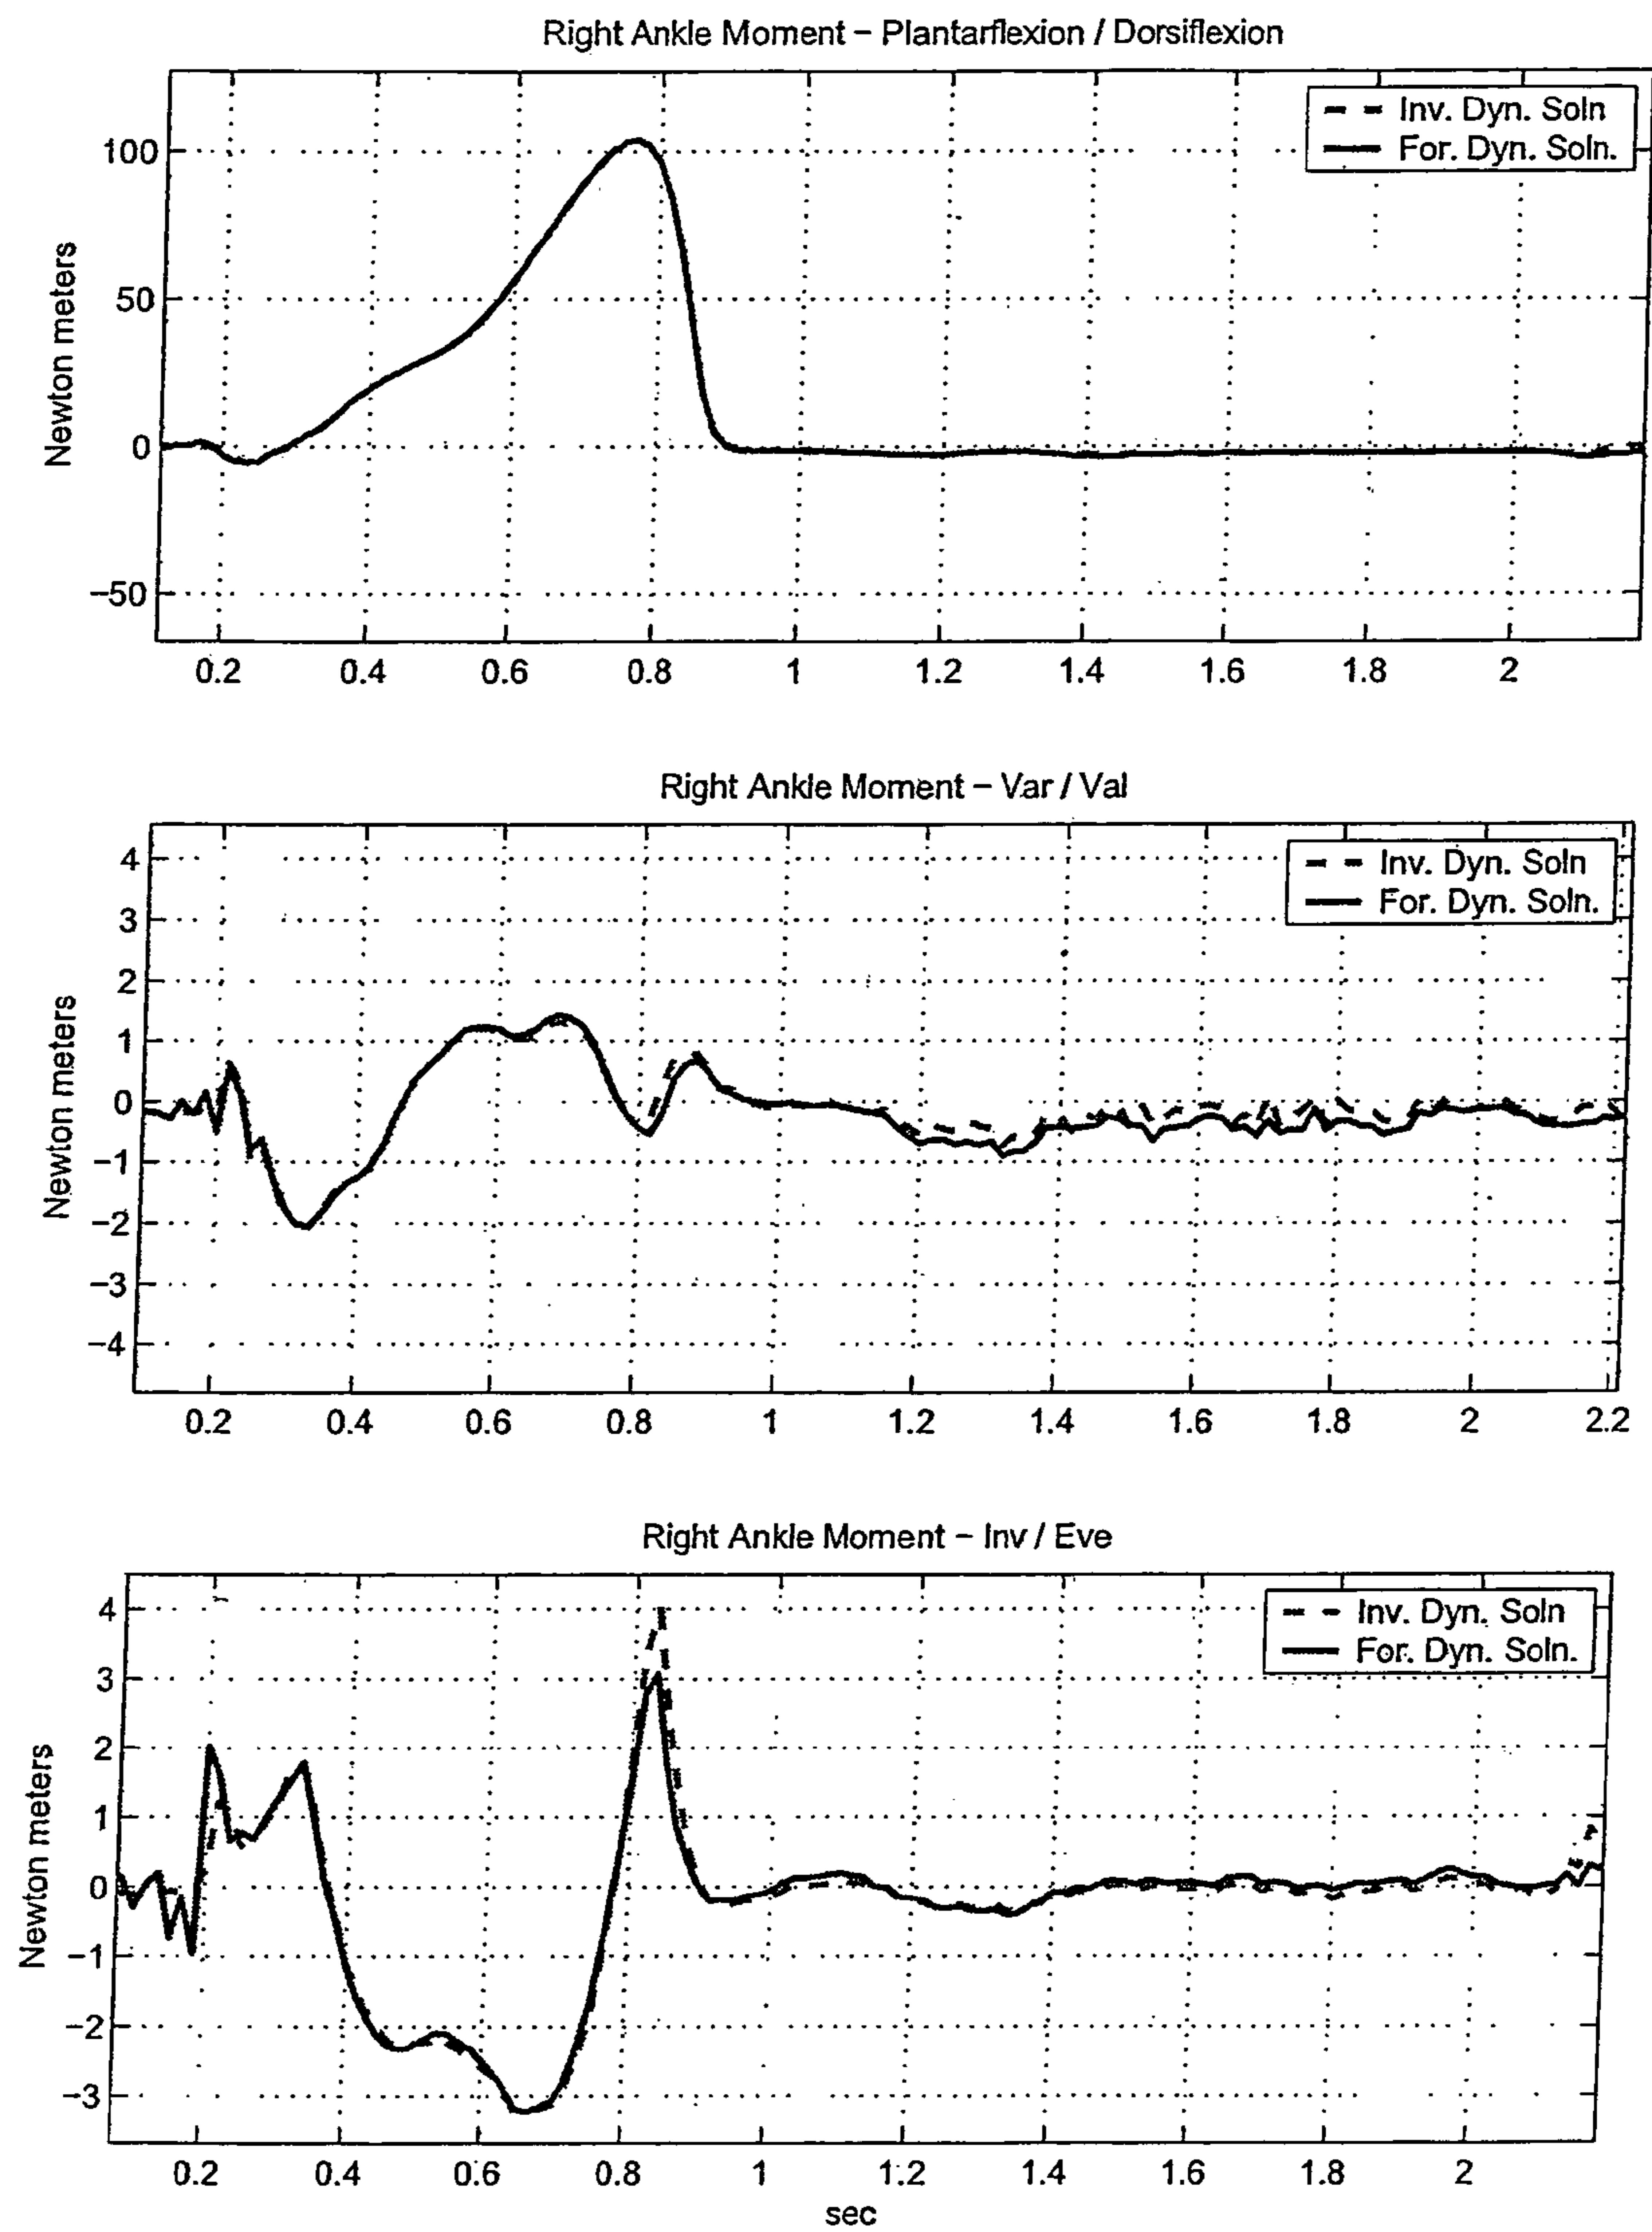 Right Ankle Moment – Plantarflexion / Dorsiflexion
Inv. Dyn. Soln
For. Dyn. Soln.
Newton meters
100
50
0
−50
0.2 0.4 0.6 0.8 1 1.2 1.4 1.6 1.8 2
Right Ankle Moment – Var / Val
Inv. Dyn. Soln
For. Dyn. Soln.
Newton meters
4
3
2
1
0
−1
−2
−3
−4
0.2 0.4 0.6 0.8 1 1.2 1.4 1.6 1.8 2 2.2
Right Ankle Moment – Inv / Eve
Inv. Dyn. Soln
For. Dyn. Soln.
Newton meters
4
3
2
1
0
−1
−2
−3
0.2 0.4 0.6 0.8 1 1.2 1.4 1.6 1.8 2
sec